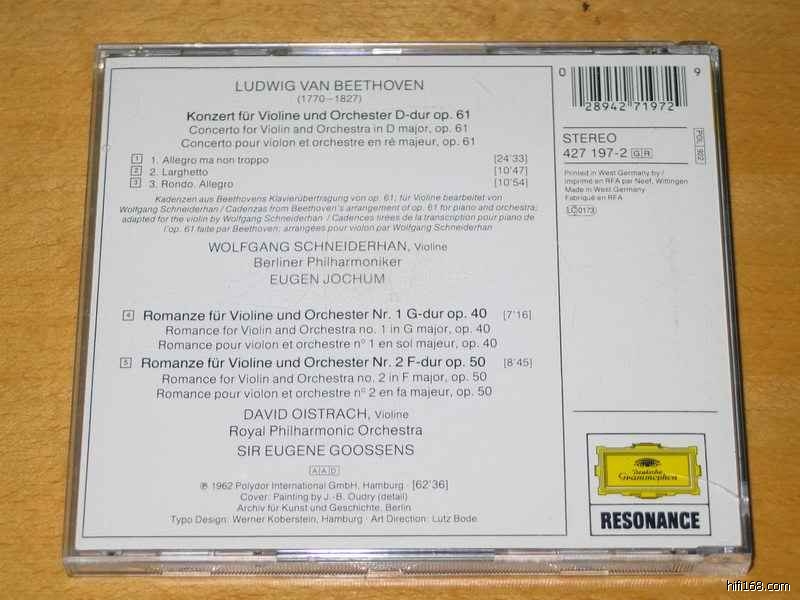 LUDWIG VAN BEETHOVEN
(1770–1827)
Konzert für Violine und Orchester D-dur op. 61
Concerto for Violin and Orchestra in D major, op. 61
Concerto pour violon et orchestre en ré majeur, op. 61
1 1. Allegro ma non troppo [24'33]
2 2. Larghetto [10'47]
3 3. Rondo. Allegro [10'54]
Kadenzen aus Beethovens Klavierübertragung von op. 61; für Violine bearbeitet von
Wolfgang Schneiderhan / Cadenzas from Beethoven's arrangement of op. 61 for piano and orchestra;
adapted for the violin by Wolfgang Schneiderhan / Cadences tirées de la transcription pour piano de
l'op. 61 faite par Beethoven; arrangées pour violon par Wolfgang Schneiderhan
WOLFGANG SCHNEIDERHAN, Violine
Berliner Philharmoniker
EUGEN JOCHUM
4 Romanze für Violine und Orchester Nr. 1 G-dur op. 40 [7'16]
Romance for Violin and Orchestra no. 1 in G major, op. 40
Romance pour violon et orchestre n° 1 en sol majeur, op. 40
5 Romanze für Violine und Orchester Nr. 2 F-dur op. 50 [8'45]
Romance for Violin and Orchestra no. 2 in F major, op. 50
Romance pour violon et orchestre n° 2 en fa majeur, op. 50
DAVID OISTRACH, Violine
Royal Philharmonic Orchestra
SIR EUGENE GOOSSENS
AAD
℗ 1962 Polydor International GmbH, Hamburg · [62'36]
Cover: Painting by J.-B. Oudry (detail)
Archiv für Kunst und Geschichte, Berlin
Typo Design: Werner Koberstein, Hamburg · Art Direction: Lutz Bode
0 28942 71972 9
STEREO
427 197-2 GR
Printed in West Germany by /
Imprimé en RFA par Neef, Wittingen
Made in West Germany
Fabriqué en RFA
LC 0173
Deutsche
Grammophon
RESONANCE
hifi168.com